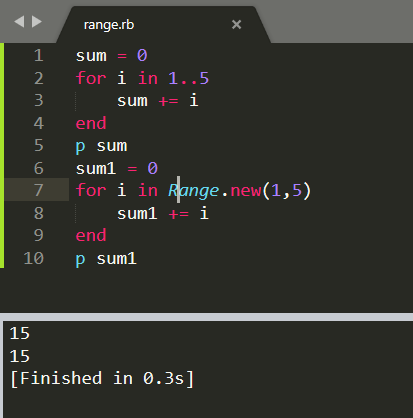 range.rb
1 sum = 0
2 for i in 1..5
3     sum += i
4 end
5 p sum
6 sum1 = 0
7 for i in Range.new(1,5)
8     sum1 += i
9 end
10 p sum1
15
15
[Finished in 0.3s]